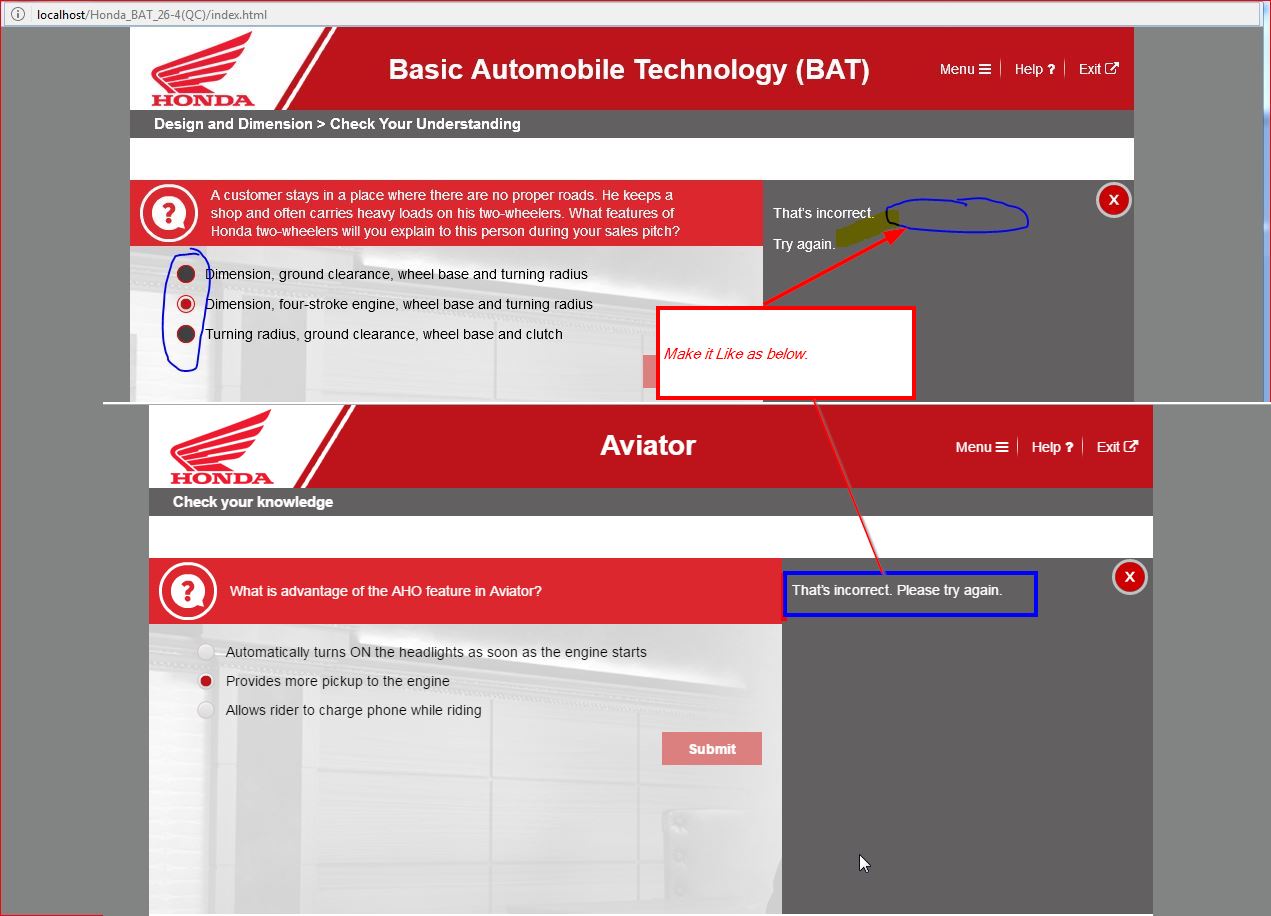 localhost/Honda_BAT_26-4(QC)/index.html
HONDA
Basic Automobile Technology (BAT)
Menu
Help ?
Exit
Design and Dimension > Check Your Understanding
?
A customer stays in a place where there are no proper roads. He keeps a
shop and often carries heavy loads on his two-wheelers. What features of
Honda two-wheelers will you explain to this person during your sales pitch?
That's incorrect.
Try again.
X
Dimension, ground clearance, wheel base and turning radius
Dimension, four-stroke engine, wheel base and turning radius
Turning radius, ground clearance, wheel base and clutch
Make it Like as below.
HONDA
Aviator
Menu
Help ?
Exit
Check your knowledge
?
What is advantage of the AHO feature in Aviator?
That's incorrect. Please try again.
X
Automatically turns ON the headlights as soon as the engine starts
Provides more pickup to the engine
Allows rider to charge phone while riding
Submit